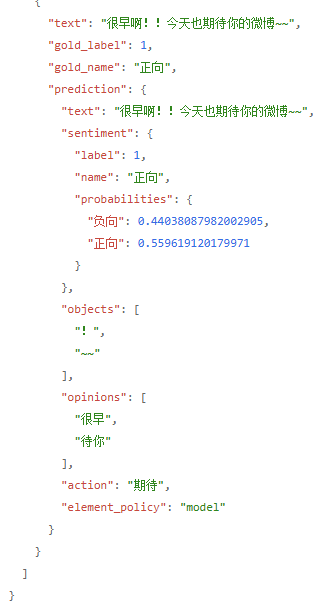 {
"text": "很早啊！！今天也期待你的微博~~",
"gold_label": 1,
"gold_name": "正向",
"prediction": {
"text": "很早啊！！今天也期待你的微博~~",
"sentiment": {
"label": 1,
"name": "正向",
"probabilities": {
"负向": 0.44038087982002905,
"正向": 0.559619120179971
}
},
"objects": [
"！",
"~~"
],
"opinions": [
"很早",
"待你"
],
"action": "期待",
"element_policy": "model"
}
}
]
}